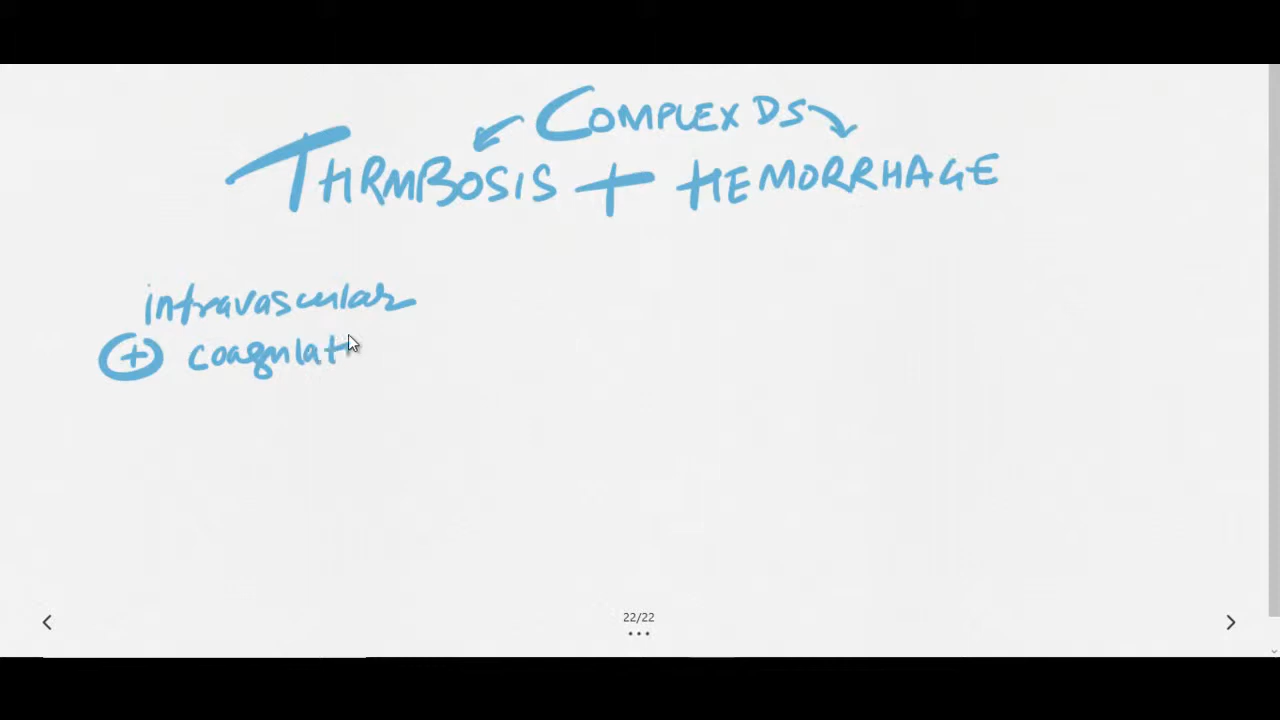 COMPLEX DS
THRMBOSIS + HEMORRHAGE
intravascular
+ coagulat
22/22